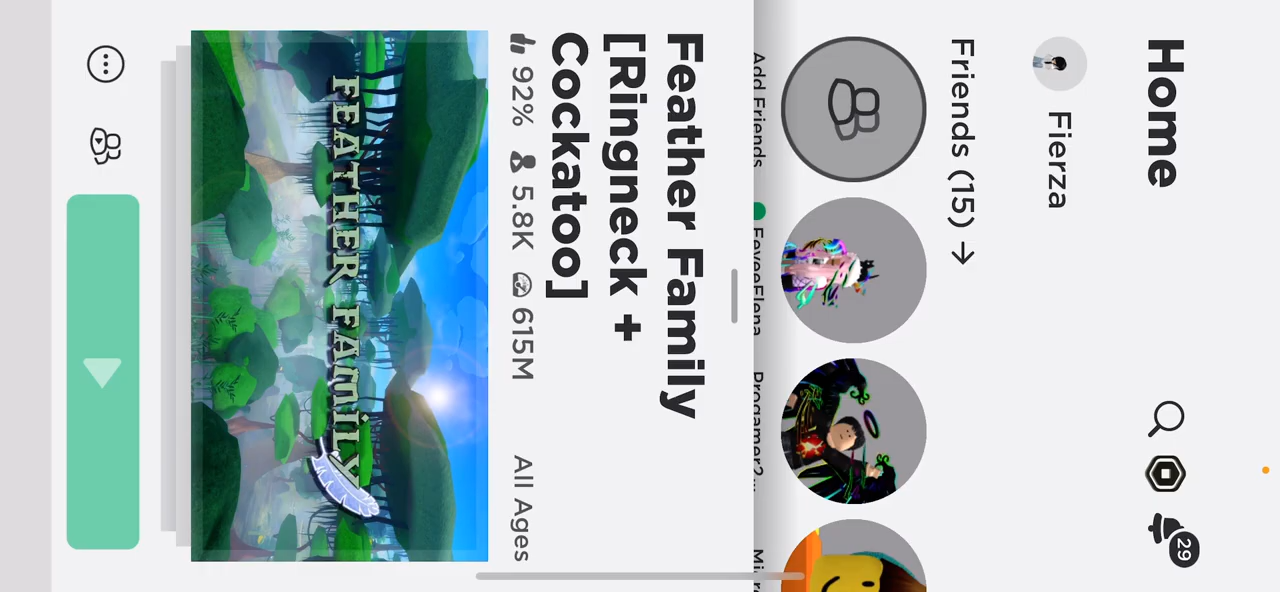 Home
29
Fierza
Friends (15) →
Add Friends
Progamer2...
Feather Family
[Ringneck +
Cockatoo]
92% 5.8K 615M All Ages
FEATHER FAMILY